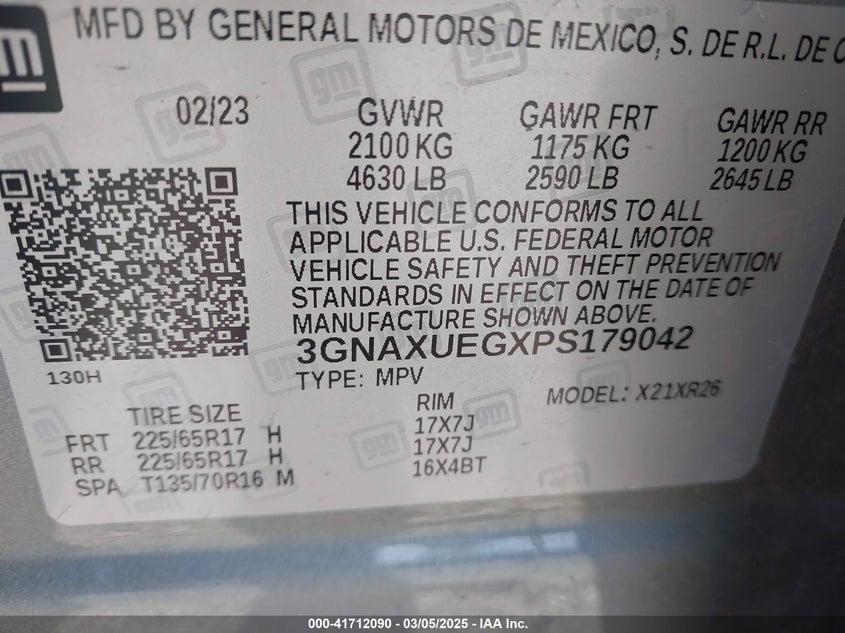 MFD BY GENERAL MOTORS DE MEXICO, S. DE R.L. DE C
gm
02/23 GVWR GAWR FRT GAWR RR
2100 KG 1175 KG 1200 KG
4630 LB 2590 LB 2645 LB
THIS VEHICLE CONFORMS TO ALL
APPLICABLE U.S. FEDERAL MOTOR
VEHICLE SAFETY AND THEFT PREVENTION
STANDARDS IN EFFECT ON THE DATE OF
MANUFACTURE SHOWN ABOVE.
3GNAXUEGXPS179042
130H TYPE: MPV MODEL: X21XR26
TIRE SIZE RIM
FRT 225/65R17 H 17X7J
RR 225/65R17 H 17X7J
SPA T135/70R16 M 16X4BT
000-41712090 - 03/05/2025 - IAA Inc.